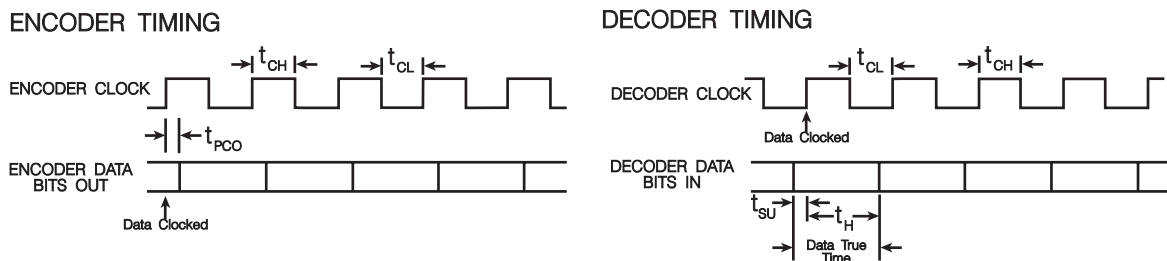 ENCODER TIMING
tCH
tCL
ENCODER CLOCK
tPCO
ENCODER DATA
BITS OUT
Data Clocked
DECODER TIMING
tCL
tCH
DECODER CLOCK
Data Clocked
DECODER DATA
BITS IN
tSU
tH
Data True
Time